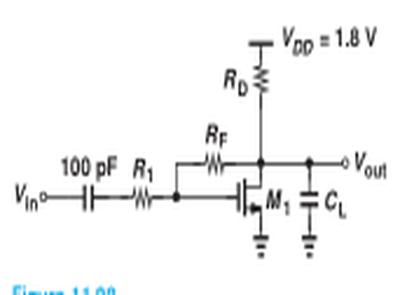 V_DD = 1.8 V
R_D
R_F
100 pF R_1
V_out
V_in
M_1 C_L